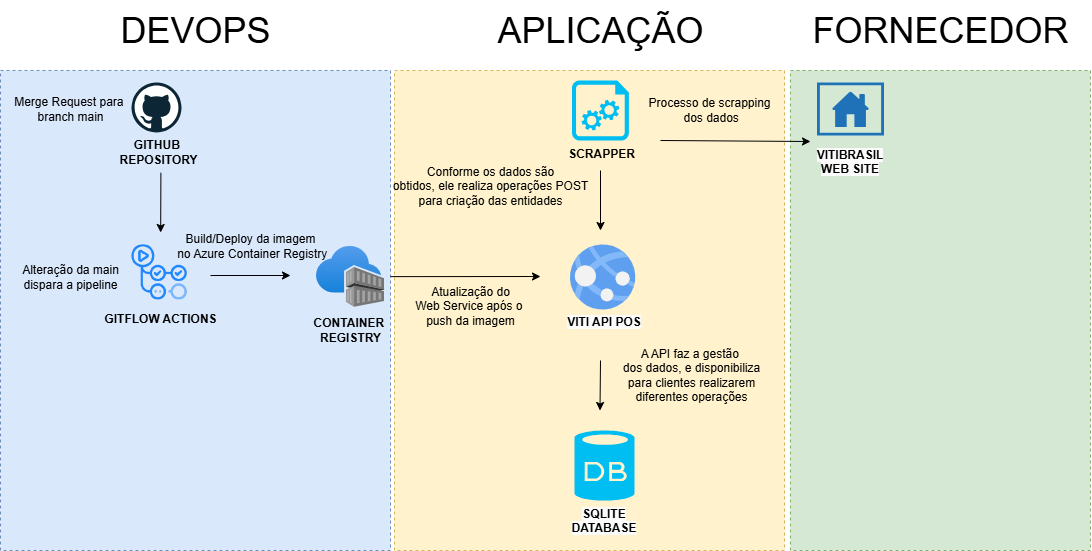 DEVOPS
APLICAÇÃO
FORNECEDOR
Merge Request para
branch main
GITHUB
REPOSITORY
Alteração da main
dispara a pipeline
GITFLOW ACTIONS
Build/Deploy da imagem
no Azure Container Registry
CONTAINER
REGISTRY
SCRAPPER
Processo de scrapping
dos dados
Conforme os dados são
obtidos, ele realiza operações POST
para criação das entidades
Atualização do
Web Service após o
push da imagem
VITI API POS
A API faz a gestão
dos dados, e disponibiliza
para clientes realizarem
diferentes operações
DB
SQLITE
DATABASE
VITIBRASIL
WEB SITE